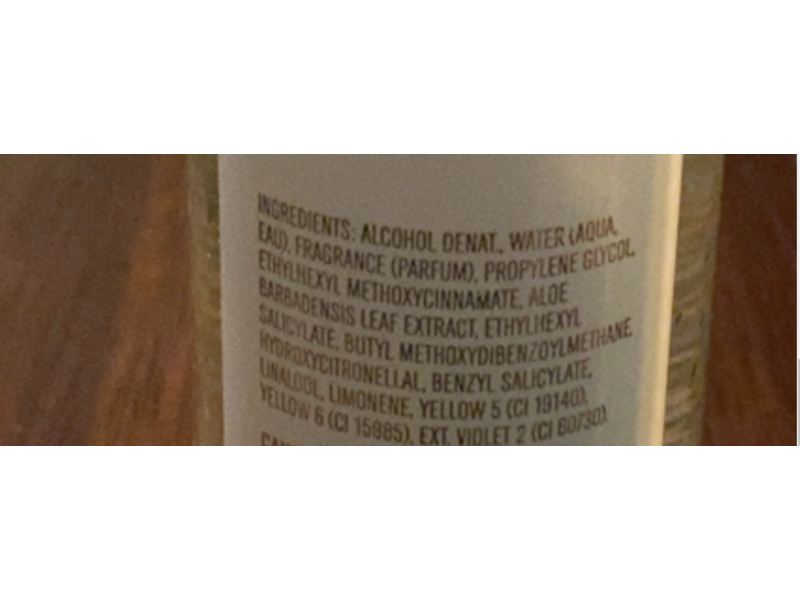 INGREDIENTS: ALCOHOL DENAT., WATER (AQUA,
EAU), FRAGRANCE (PARFUM), PROPYLENE GLYCOL,
ETHYLHEXYL METHOXYCINNAMATE, ALOE
BARBADENSIS LEAF EXTRACT, ETHYLHEXYL
SALICYLATE, BUTYL METHOXYDIBENZOYLMETHANE,
HYDROXYCITRONELLAL, BENZYL SALICYLATE,
LINALOOL, LIMONENE, YELLOW 5 (CI 19140),
YELLOW 6 (CI 15985), EXT. VIOLET 2 (CI 60730).